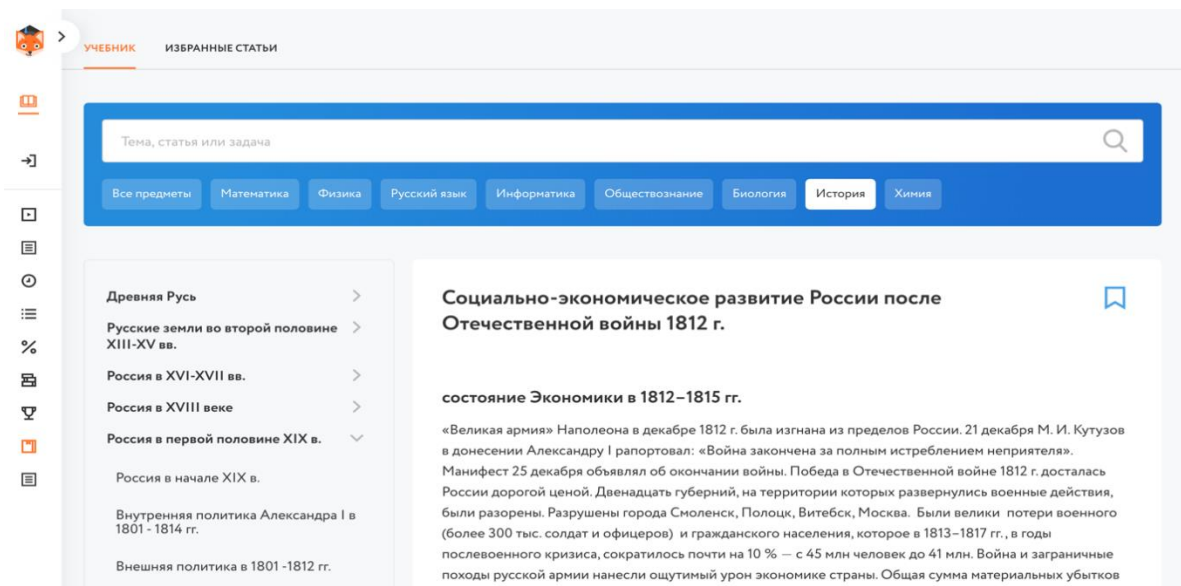 УЧЕБНИК
ИЗБРАННЫЕ СТАТЬИ
Тема, статья или задача
Все предметы
Математика
Физика
Русский язык
Информатика
Обществознание
Биология
История
Химия
Древняя Русь
Русские земли во второй половине
XIII-XV вв.
Россия в XVI-XVII вв.
Россия в XVIII веке
Россия в первой половине XIX в.
Россия в начале XIX в.
Внутренняя политика Александра I в
1801 - 1814 гг.
Внешняя политика в 1801 -1812 гг.
Социально-экономическое развитие России после
Отечественной войны 1812 г.
состояние Экономики в 1812–1815 гг.
«Великая армия» Наполеона в декабре 1812 г. была изгнана из пределов России. 21 декабря М. И. Кутузов
в донесении Александру I рапортовал: «Война закончена за полным истреблением неприятеля».
Манифест 25 декабря объявлял об окончании войны. Победа в Отечественной войне 1812 г. досталась
России дорогой ценой. Двенадцать губерний, на территории которых развернулись военные действия,
были разорены. Разрушены города Смоленск, Полоцк, Витебск, Москва. Были велики потери военного
(более 300 тыс. солдат и офицеров) и гражданского населения, которое в 1813–1817 гг., в годы
послевоенного кризиса, сократилось почти на 10 % — с 45 млн человек до 41 млн. Война и заграничные
походы русской армии нанесли ощутимый урон экономике страны. Общая сумма материальных убытков